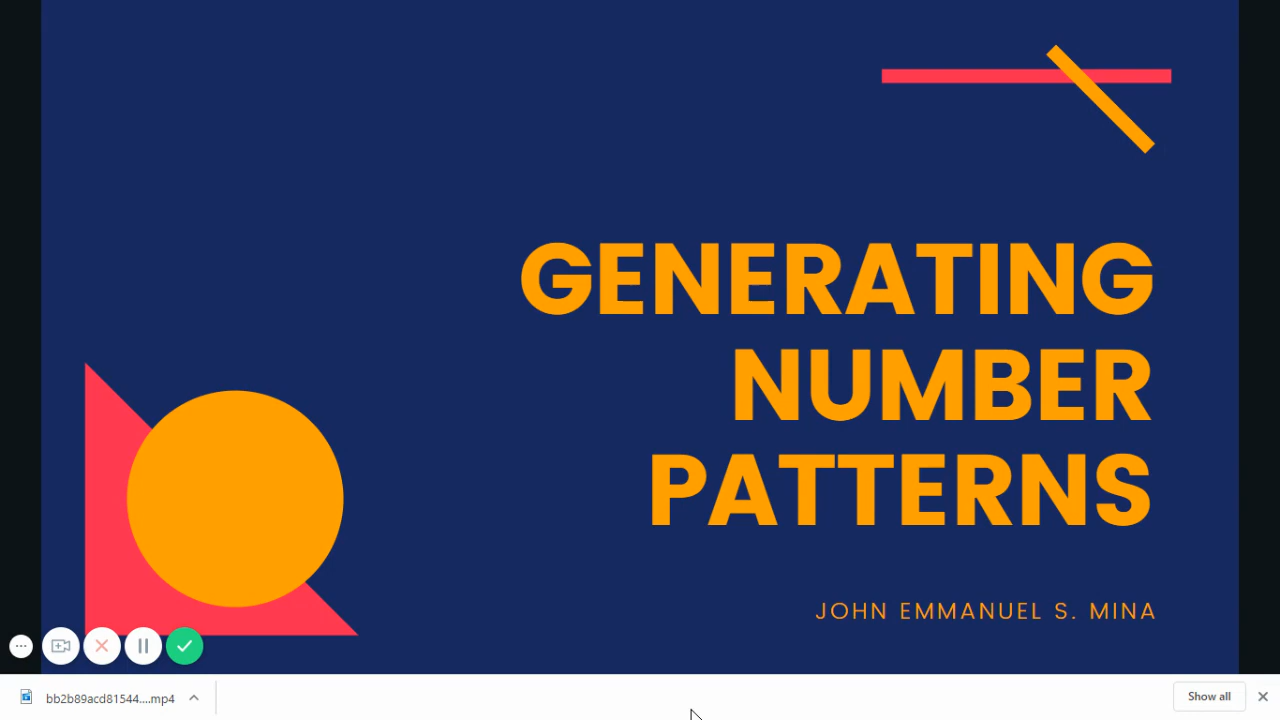 GENERATING
NUMBER
PATTERNS
JOHN EMMANUEL S. MINA
bb2b89acd81544....mp4
Show all